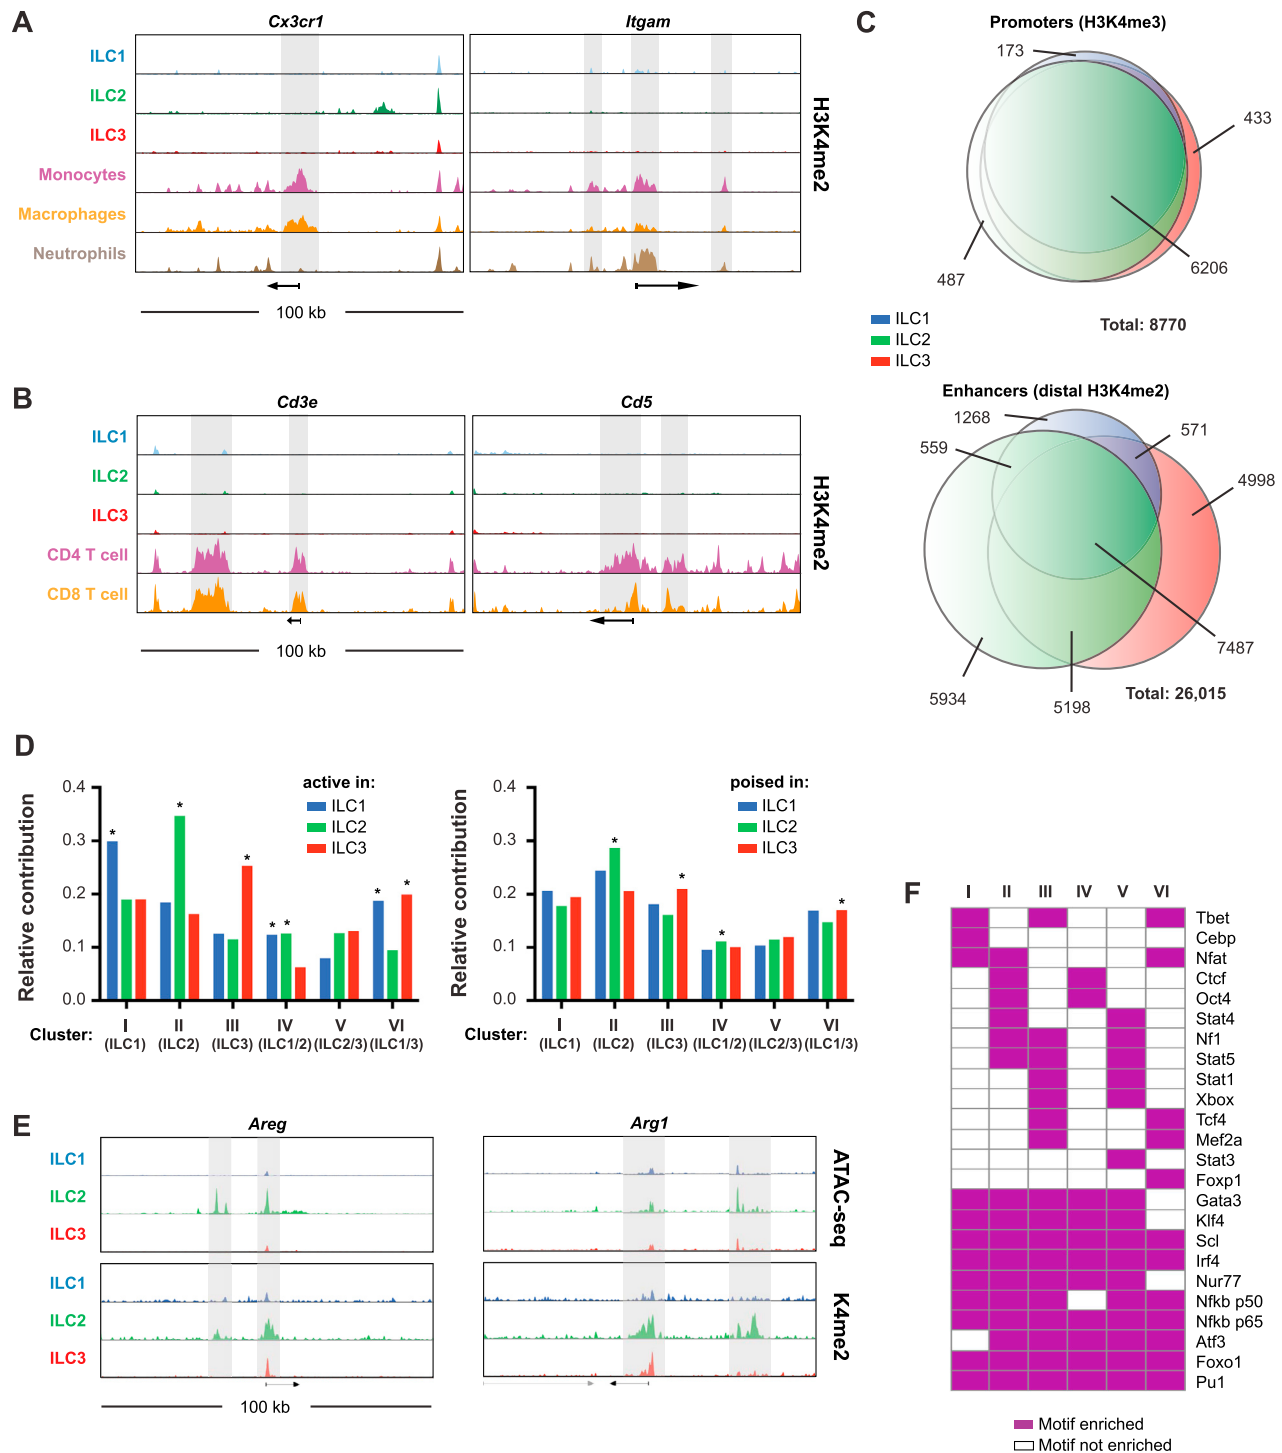 A
Cx3cr1
Itgam
ILC1
ILC2
ILC3
Monocytes
Macrophages
Neutrophils
H3K4me2
100 kb
B
Cd3e
Cd5
ILC1
ILC2
ILC3
CD4 T cell
CD8 T cell
H3K4me2
100 kb
C
Promoters (H3K4me3)
173
433
487
6206
Total: 8770
ILC1
ILC2
ILC3
Enhancers (distal H3K4me2)
1268
559
571
4998
7487
5934
5198
Total: 26,015
D
Relative contribution
0.4
0.3
0.2
0.1
0.0
active in:
ILC1
ILC2
ILC3
* * * * * * *
Cluster:
I II III IV V VI
(ILC1) (ILC2) (ILC3) (ILC1/2) (ILC2/3) (ILC1/3)
Relative contribution
0.4
0.3
0.2
0.1
0.0
poised in:
ILC1
ILC2
ILC3
* * * *
Cluster:
I II III IV V VI
(ILC1) (ILC2) (ILC3) (ILC1/2) (ILC2/3) (ILC1/3)
E
Areg
Arg1
ILC1
ILC2
ILC3
ATAC-seq
ILC1
ILC2
ILC3
K4me2
100 kb
F
I II III IV V VI
Tbet
Cebp
Nfat
Ctcf
Oct4
Stat4
Nf1
Stat5
Stat1
Xbox
Tcf4
Mef2a
Stat3
Foxp1
Gata3
Klf4
Scl
Irf4
Nur77
Nfkb p50
Nfkb p65
Atf3
Foxo1
Pu1
Motif enriched
Motif not enriched